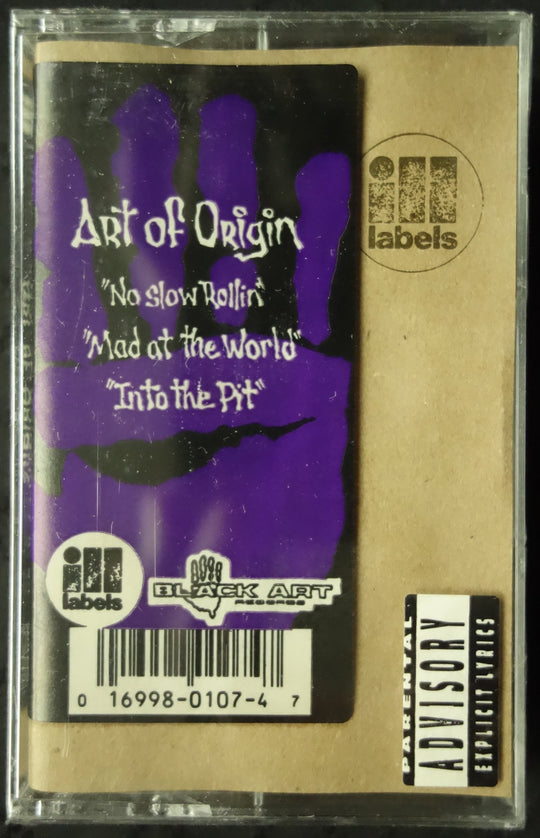 Art of Origin
"No Slow Rollin"
"Mad at the World"
"Into the Pit"
ill
labels
BLACK ART
RECORDS
0 16998-0107-4 7
ill
labels
PARENTAL
ADVISORY
EXPLICIT LYRICS